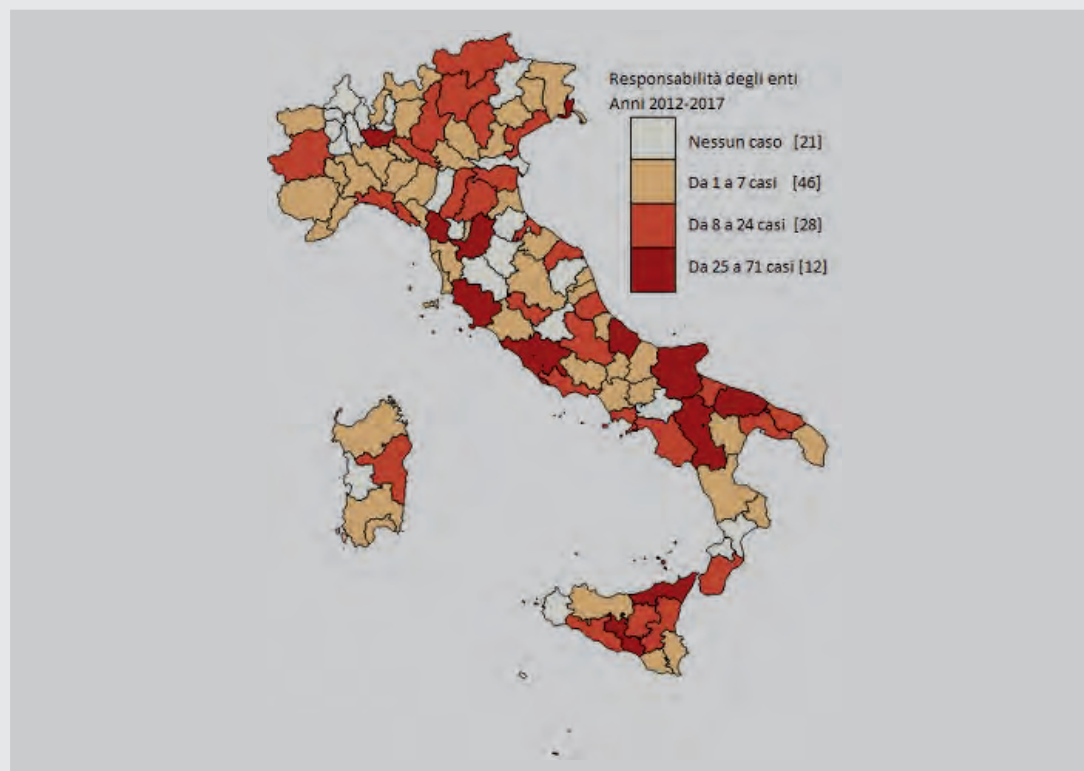 Responsabilità degli enti
Anni 2012-2017
Nessun caso [21]
Da 1 a 7 casi [46]
Da 8 a 24 casi [28]
Da 25 a 71 casi [12]